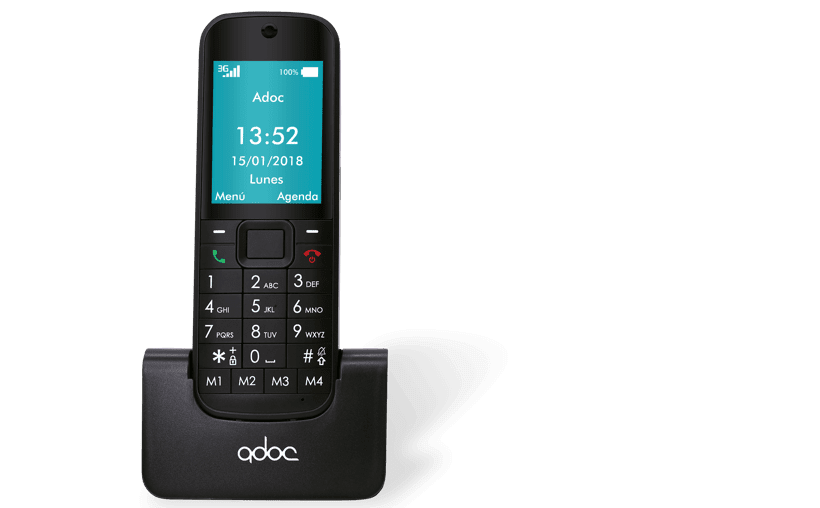 3G 100%
Adoc
13:52
15/01/2018
Lunes
Menú Agenda
1 2 ABC 3 DEF
4 GHI 5 JKL 6 MNO
7 PQRS 8 TUV 9 WXYZ
* + 0 #
M1 M2 M3 M4
adoc